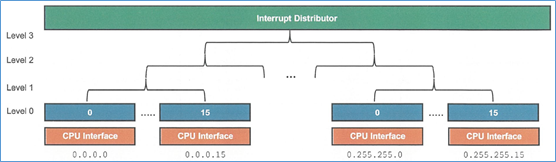 Interrupt Distributor
Level 3
Level 2
...
Level 1
Level 0
0 ..... 15 0 ..... 15
CPU Interface CPU Interface CPU Interface CPU Interface
0.0.0.0 0.0.0.15 0.255.255.0 0.255.255.15